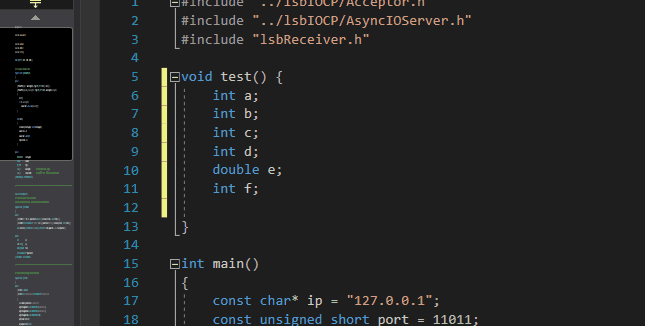 1 #include "../lsbIOCP/Acceptor.h"
2 #include "../lsbIOCP/AsyncIOServer.h"
3 #include "lsbReceiver.h"
4
5 void test() {
6 int a;
7 int b;
8 int c;
9 int d;
10 double e;
11 int f;
12
13 }
14
15 int main()
16 {
17 const char* ip = "127.0.0.1";
18 const unsigned short port = 11011;